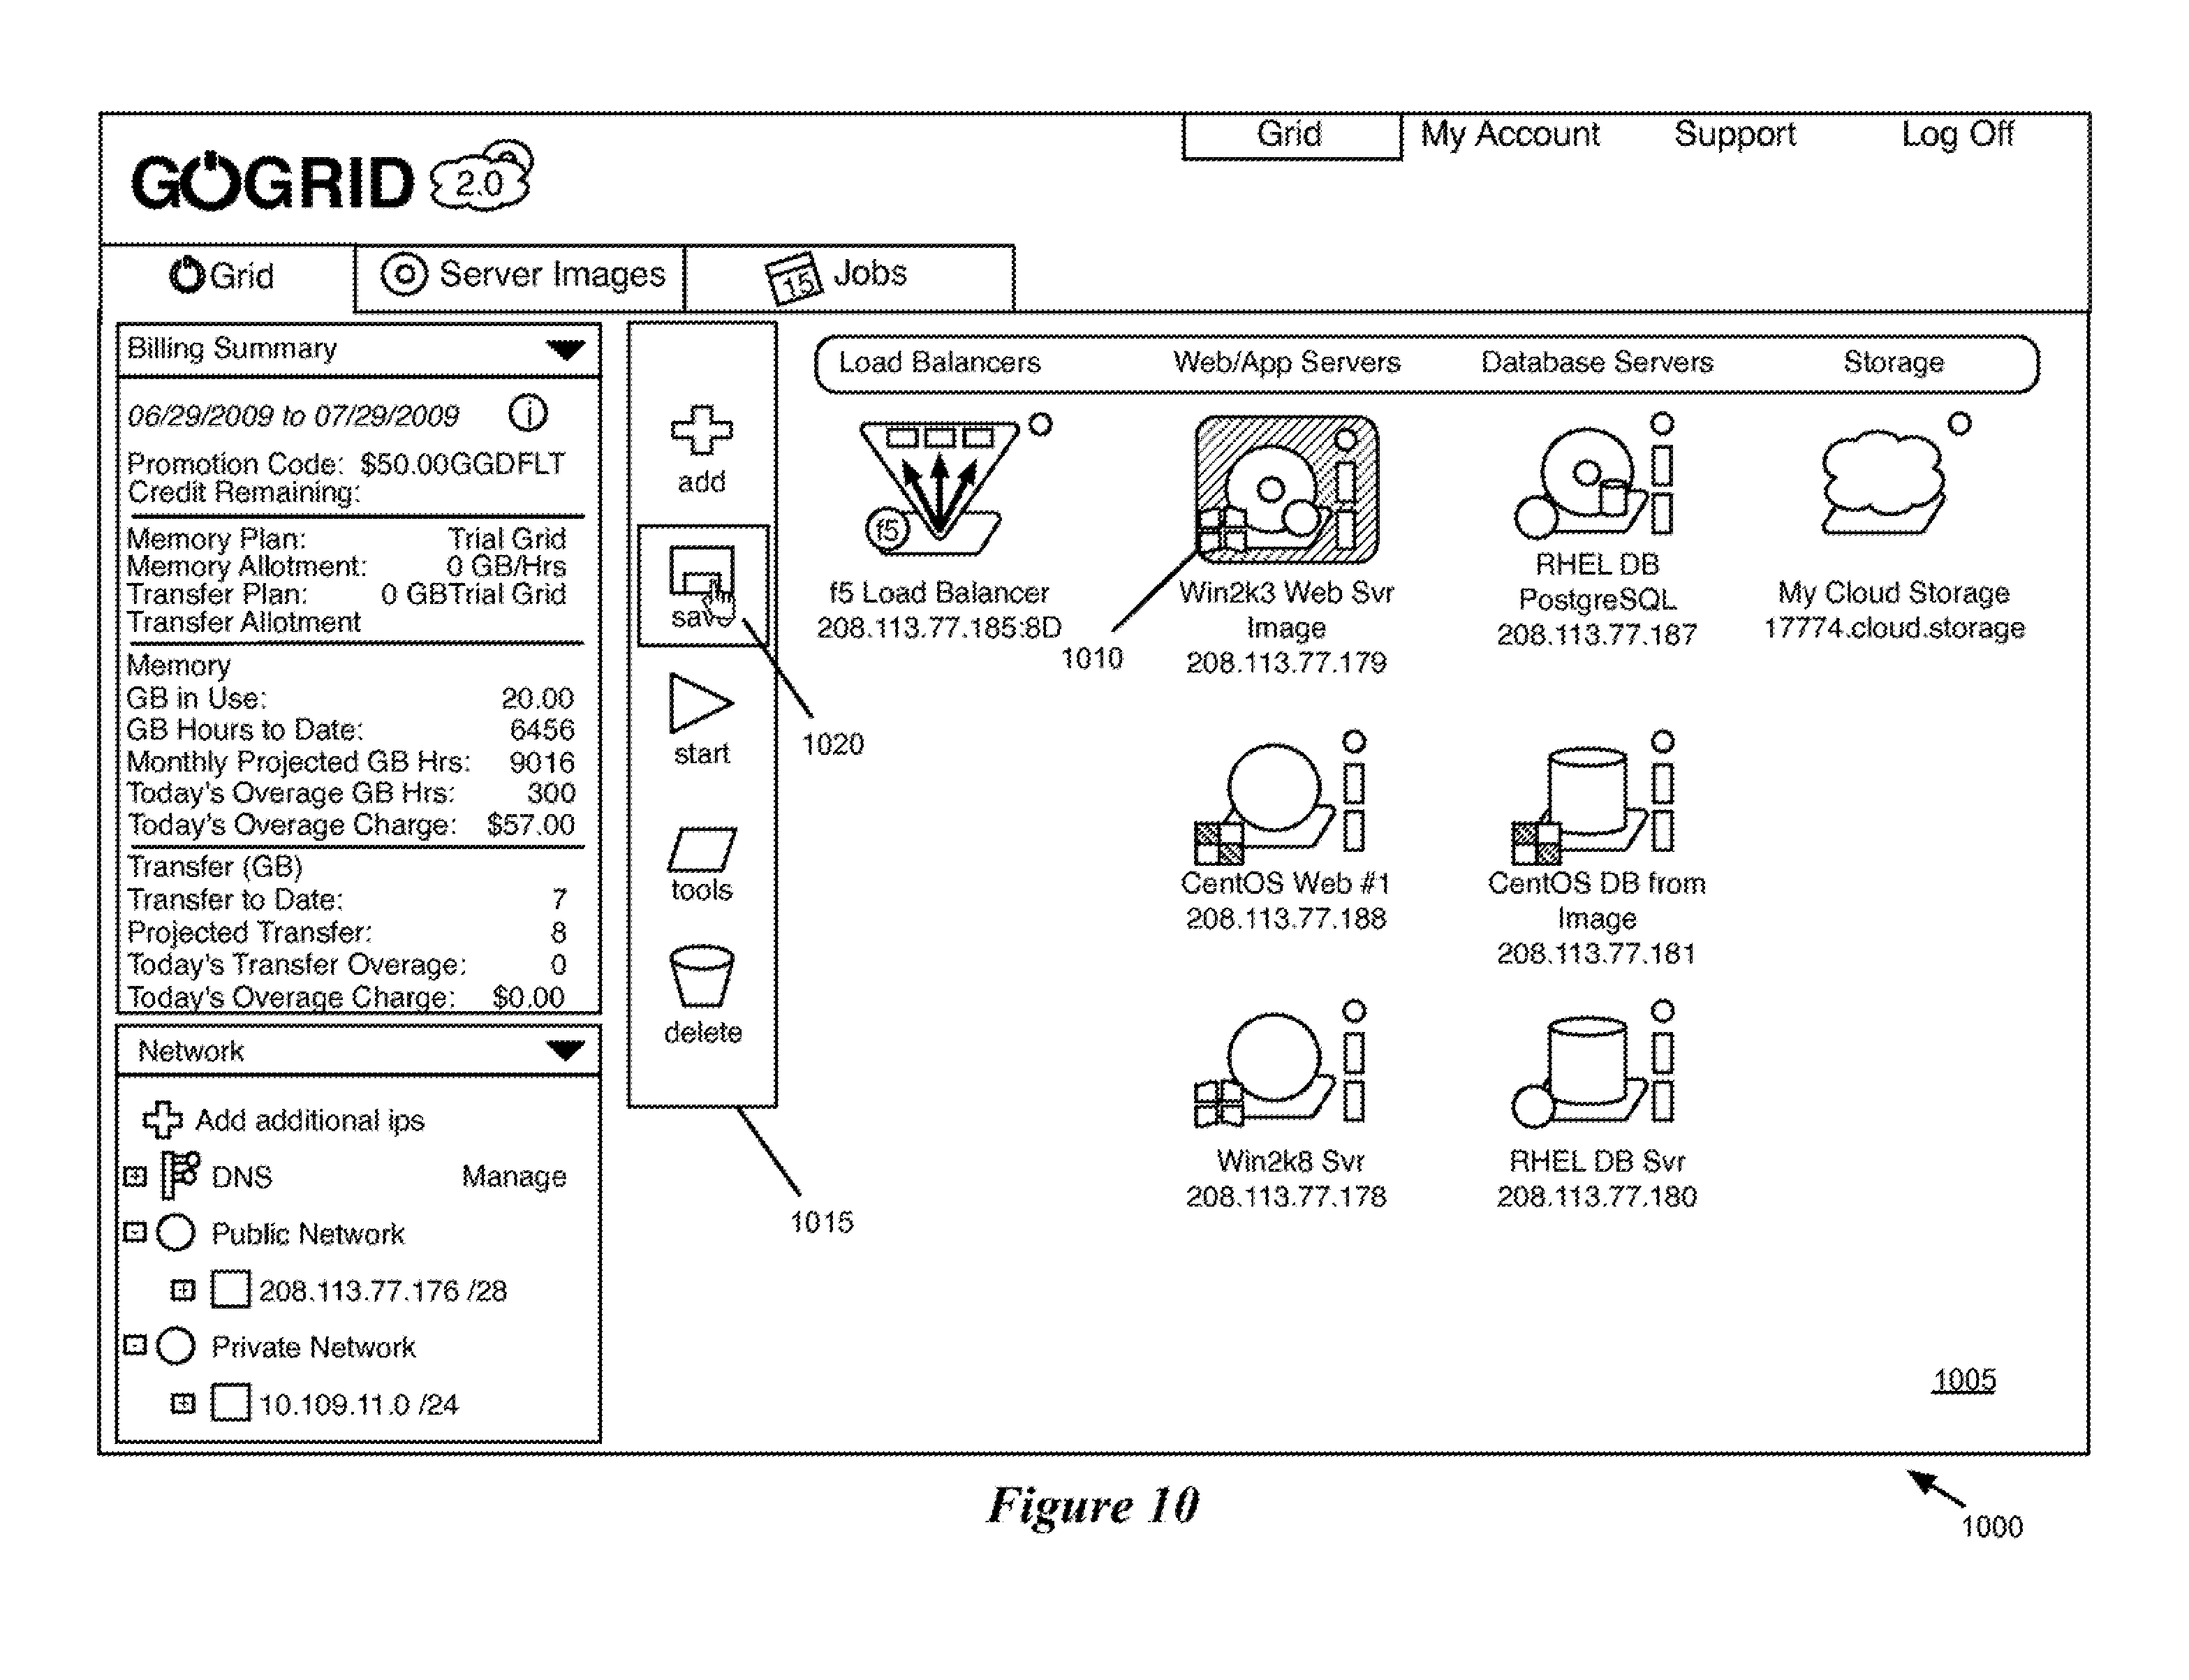 GOGRID 2.0
Grid My Account Support Log Off
Grid Server Images 15 Jobs
Billing Summary
06/29/2009 to 07/29/2009 i
Promotion Code: $50.00GGDFLT
Credit Remaining:
Memory Plan: Trial Grid
Memory Allotment: 0 GB/Hrs
Transfer Plan: 0 GBTrial Grid
Transfer Allotment
Memory
GB in Use: 20.00
GB Hours to Date: 6456
Monthly Projected GB Hrs: 9016
Today's Overage GB Hrs: 300
Today's Overage Charge: $57.00
Transfer (GB)
Transfer to Date: 7
Projected Transfer: 8
Today's Transfer Overage: 0
Today's Overage Charge: $0.00
Network
Add additional ips
DNS Manage
Public Network
208.113.77.176 /28
Private Network
10.109.11.0 /24
add
save
start
tools
delete
1020
1015
Load Balancers Web/App Servers Database Servers Storage
f5
f5 Load Balancer
208.113.77.185:8D
1010
Win2k3 Web Svr
Image
208.113.77.179
RHEL DB
PostgreSQL
208.113.77.187
My Cloud Storage
17774.cloud.storage
CentOS Web #1
208.113.77.188
CentOS DB from
Image
208.113.77.181
Win2k8 Svr
208.113.77.178
RHEL DB Svr
208.113.77.180
1005
Figure 10
1000